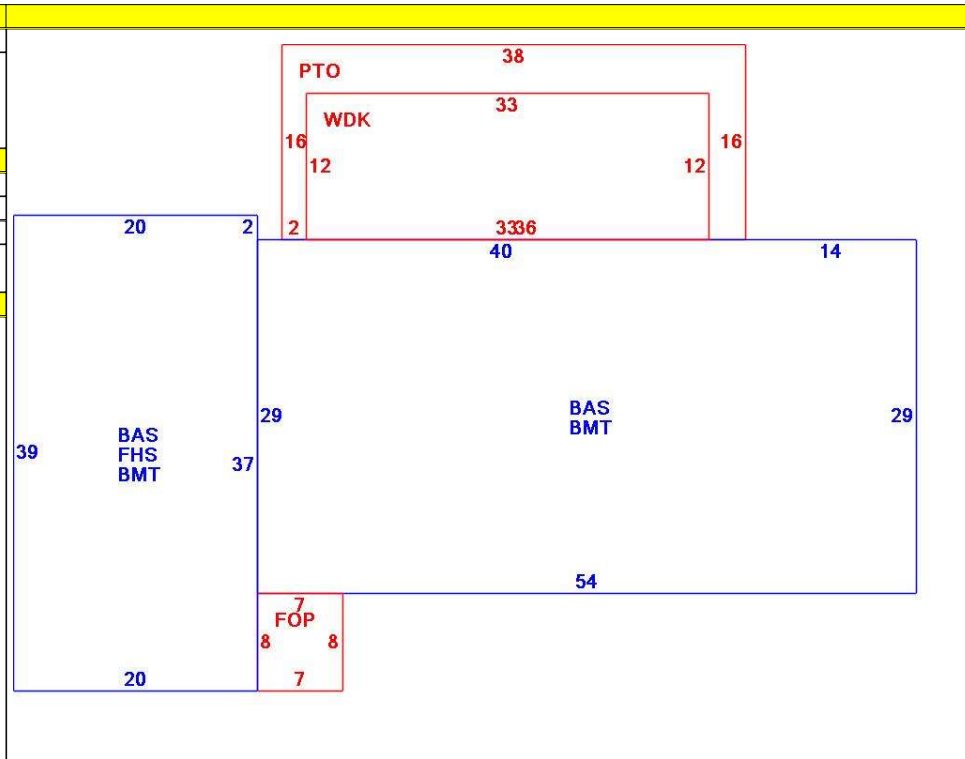 38
PTO
33
WDK
16 16
12 12
20 2 2 3336
40 14
29 29
BAS
BMT
39 37
BAS
FHS
BMT
54
7
FOP
8 8
20 7